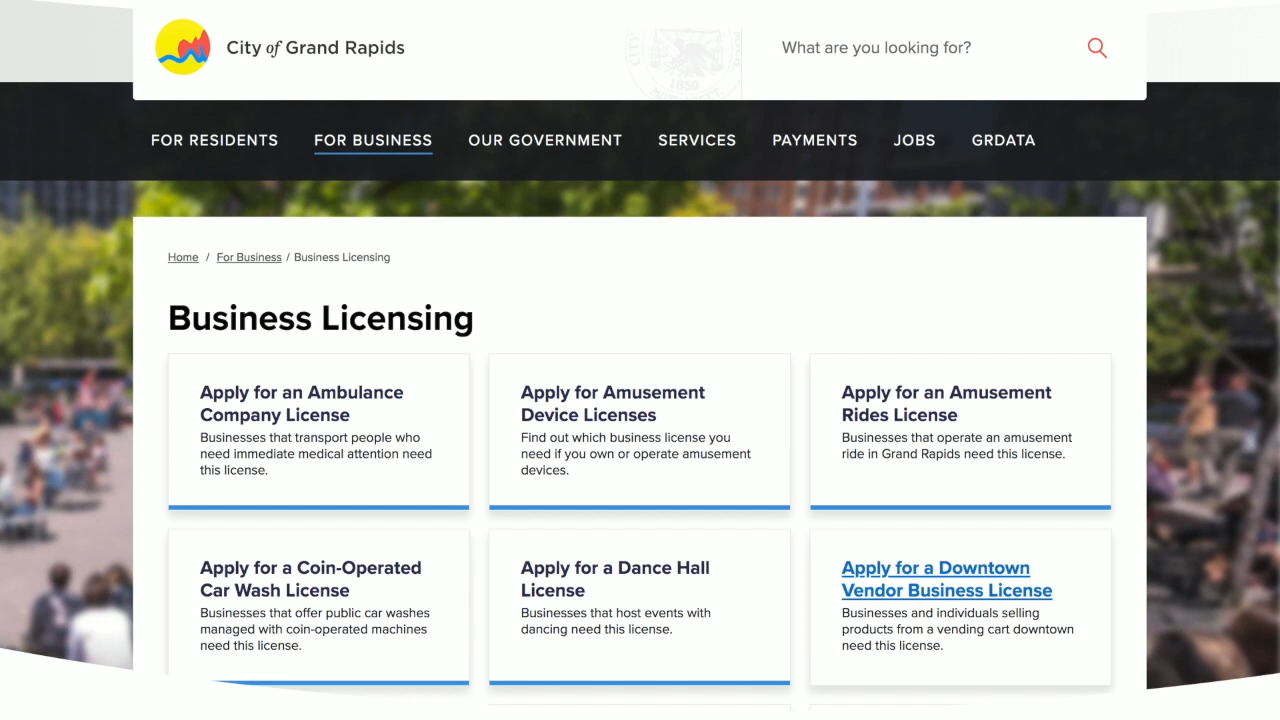 City of Grand Rapids
What are you looking for?
1850
FOR RESIDENTS FOR BUSINESS OUR GOVERNMENT SERVICES PAYMENTS JOBS GRDATA
Home / For Business / Business Licensing
Business Licensing
Apply for an Ambulance
Company License
Businesses that transport people who
need immediate medical attention need
this license.
Apply for Amusement
Device Licenses
Find out which business license you
need if you own or operate amusement
devices.
Apply for an Amusement
Rides License
Businesses that operate an amusement
ride in Grand Rapids need this license.
Apply for a Coin-Operated
Car Wash License
Businesses that offer public car washes
managed with coin-operated machines
need this license.
Apply for a Dance Hall
License
Businesses that host events with
dancing need this license.
Apply for a Downtown
Vendor Business License
Businesses and individuals selling
products from a vending cart downtown
need this license.